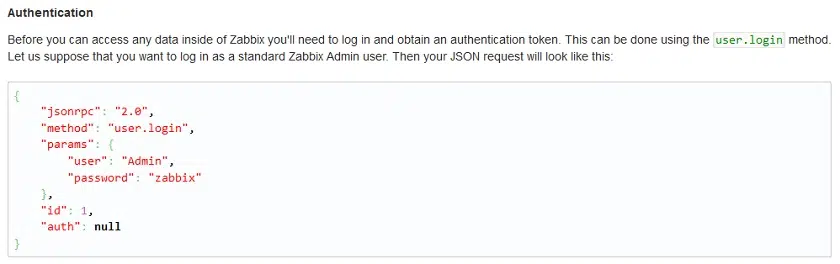 Authentication
Before you can access any data inside of Zabbix you'll need to log in and obtain an authentication token. This can be done using the user.login method.
Let us suppose that you want to log in as a standard Zabbix Admin user. Then your JSON request will look like this:
{
    "jsonrpc": "2.0",
    "method": "user.login",
    "params": {
        "user": "Admin",
        "password": "zabbix"
    },
    "id": 1,
    "auth": null
}